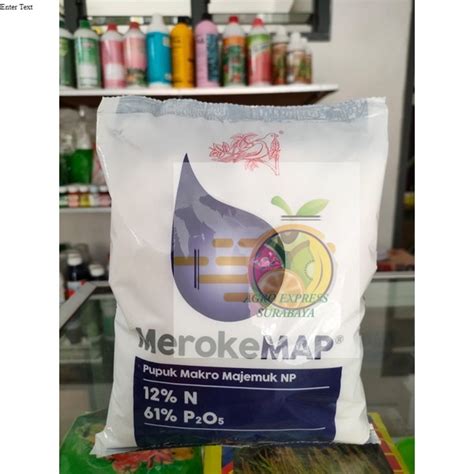 Enter Text
AGRO EXPRESS
SURABAYA
MerokeMAP®
Pupuk Makro Majemuk NP
12% N
61% P₂O₅